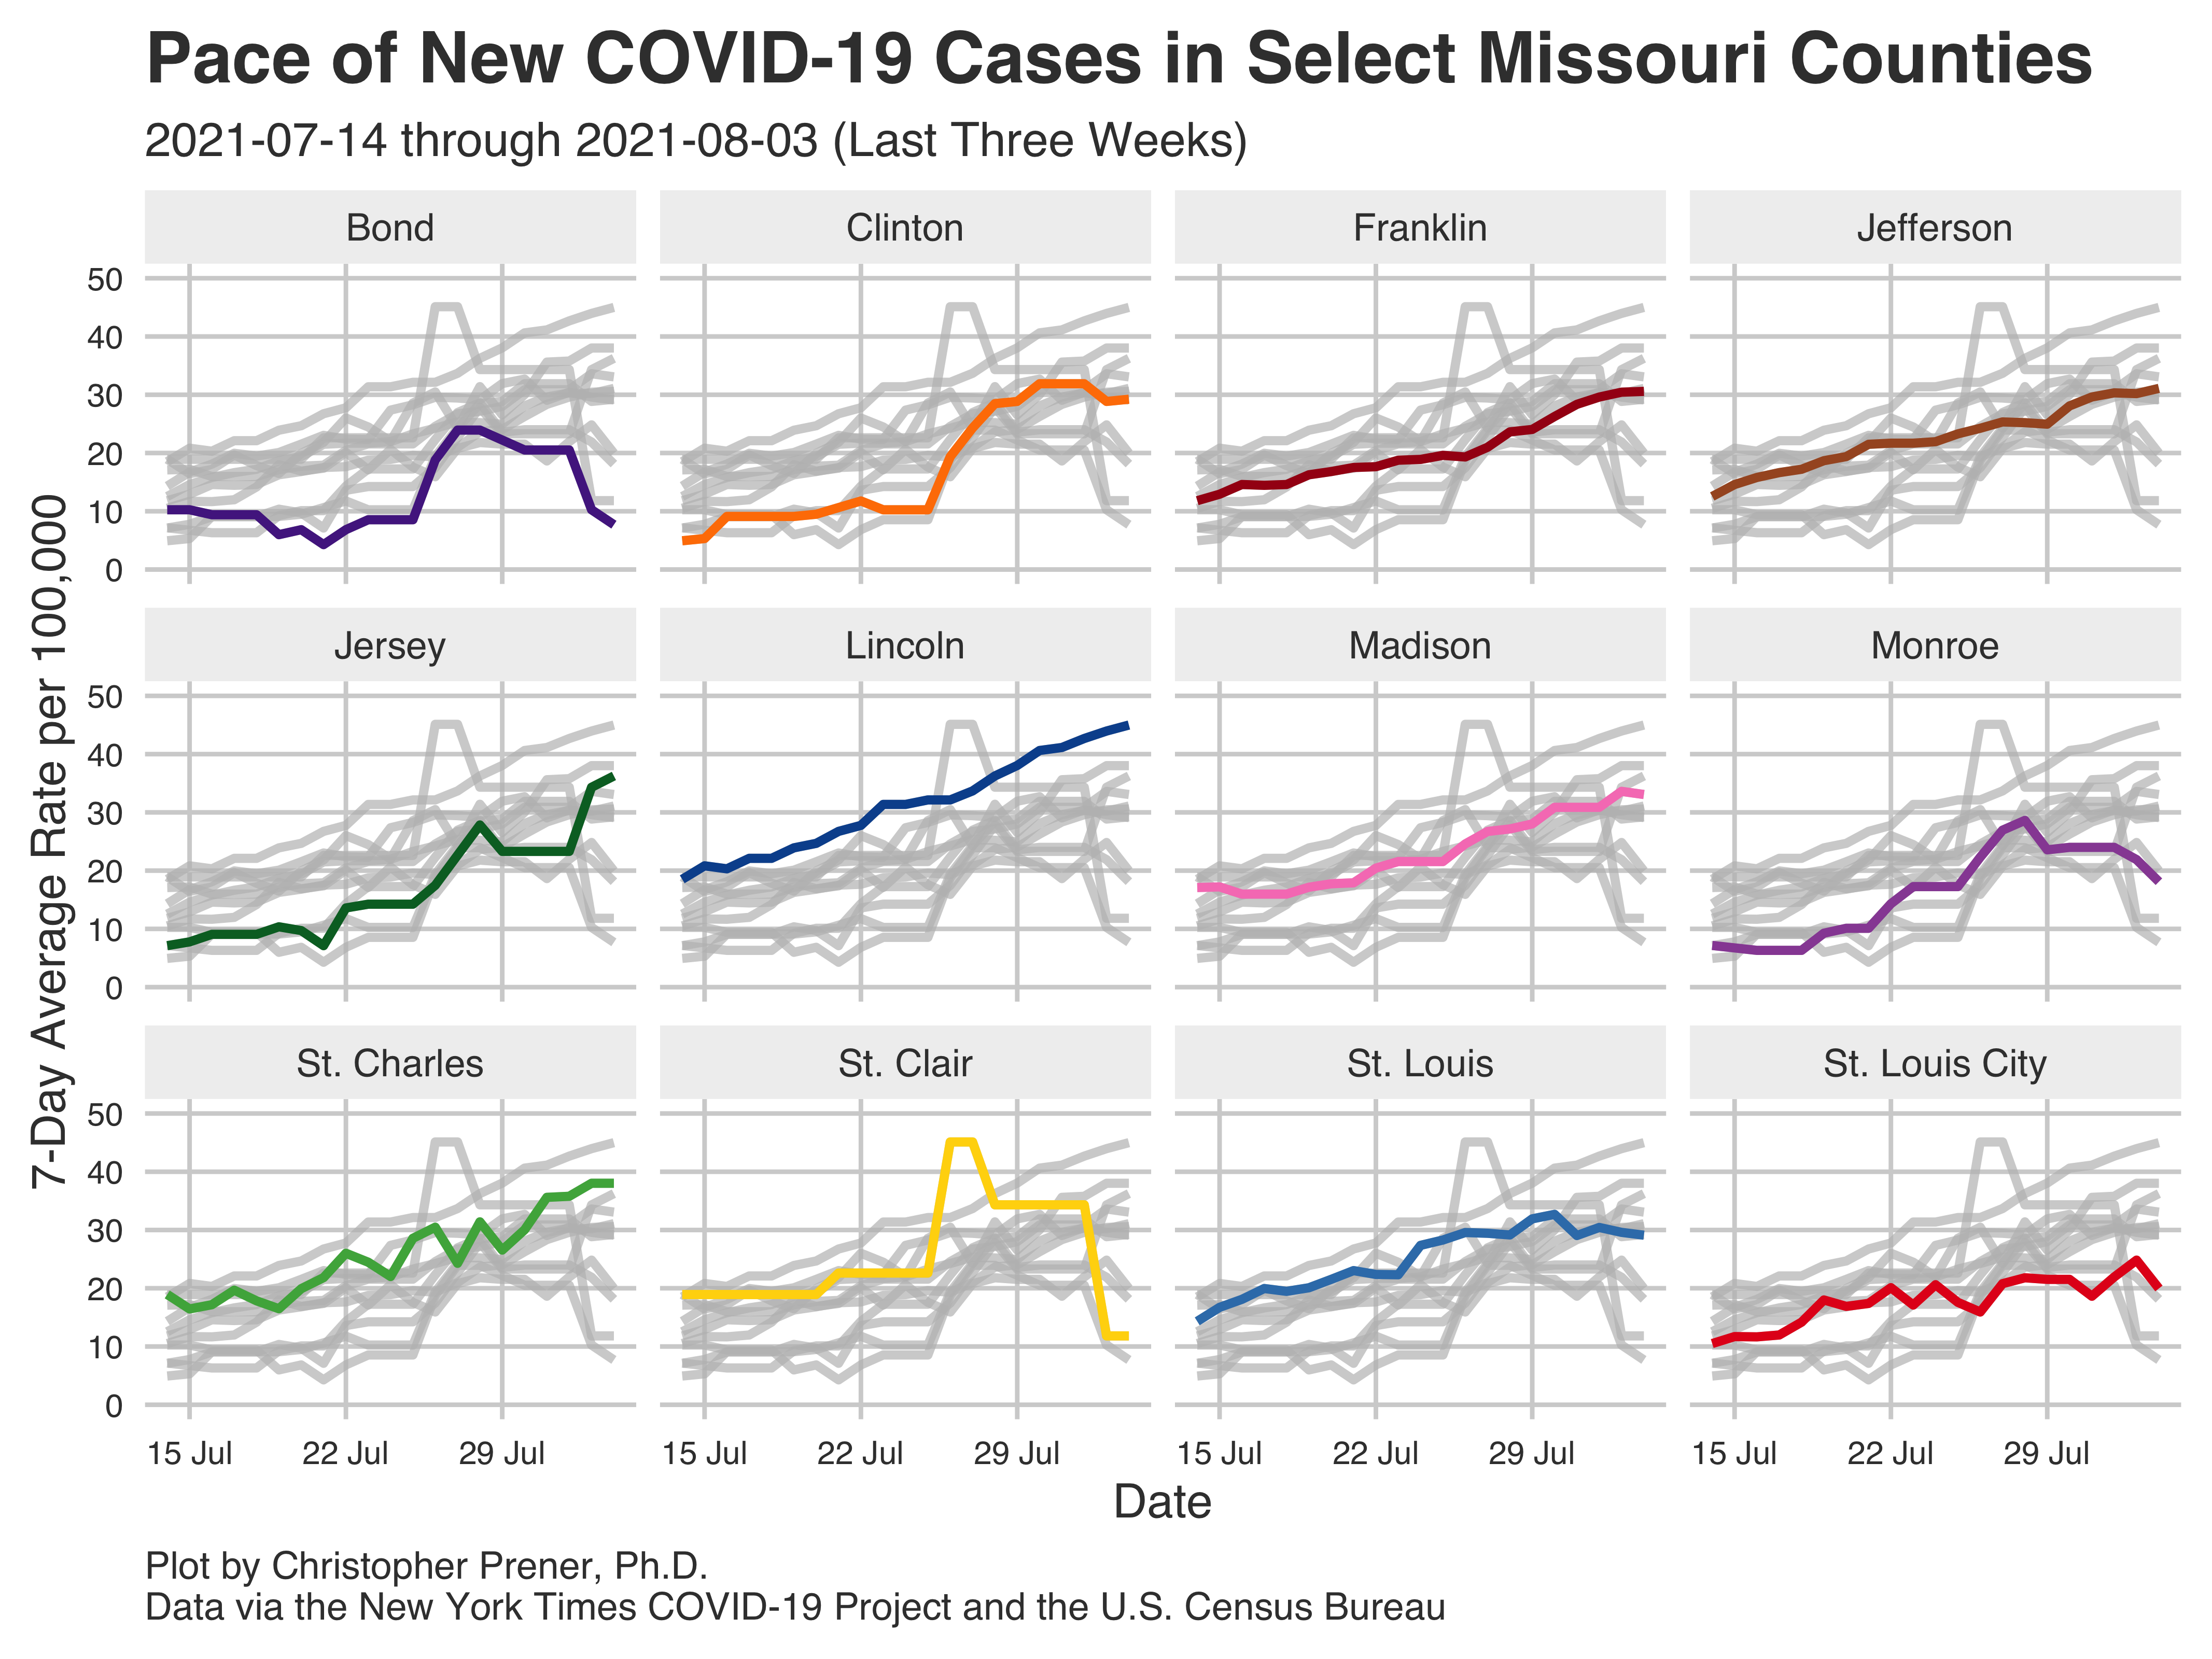 Pace of New COVID-19 Cases in Select Missouri Counties
2021-07-14 through 2021-08-03 (Last Three Weeks)
7-Day Average Rate per 100,000
Bond
Clinton
Franklin
Jefferson
50
40
30
20
10
0
Jersey
Lincoln
Madison
Monroe
50
40
30
20
10
0
St. Charles
St. Clair
St. Louis
St. Louis City
50
40
30
20
10
0
15 Jul 22 Jul 29 Jul
15 Jul 22 Jul 29 Jul
15 Jul 22 Jul 29 Jul
15 Jul 22 Jul 29 Jul
Date
Plot by Christopher Prener, Ph.D.
Data via the New York Times COVID-19 Project and the U.S. Census Bureau